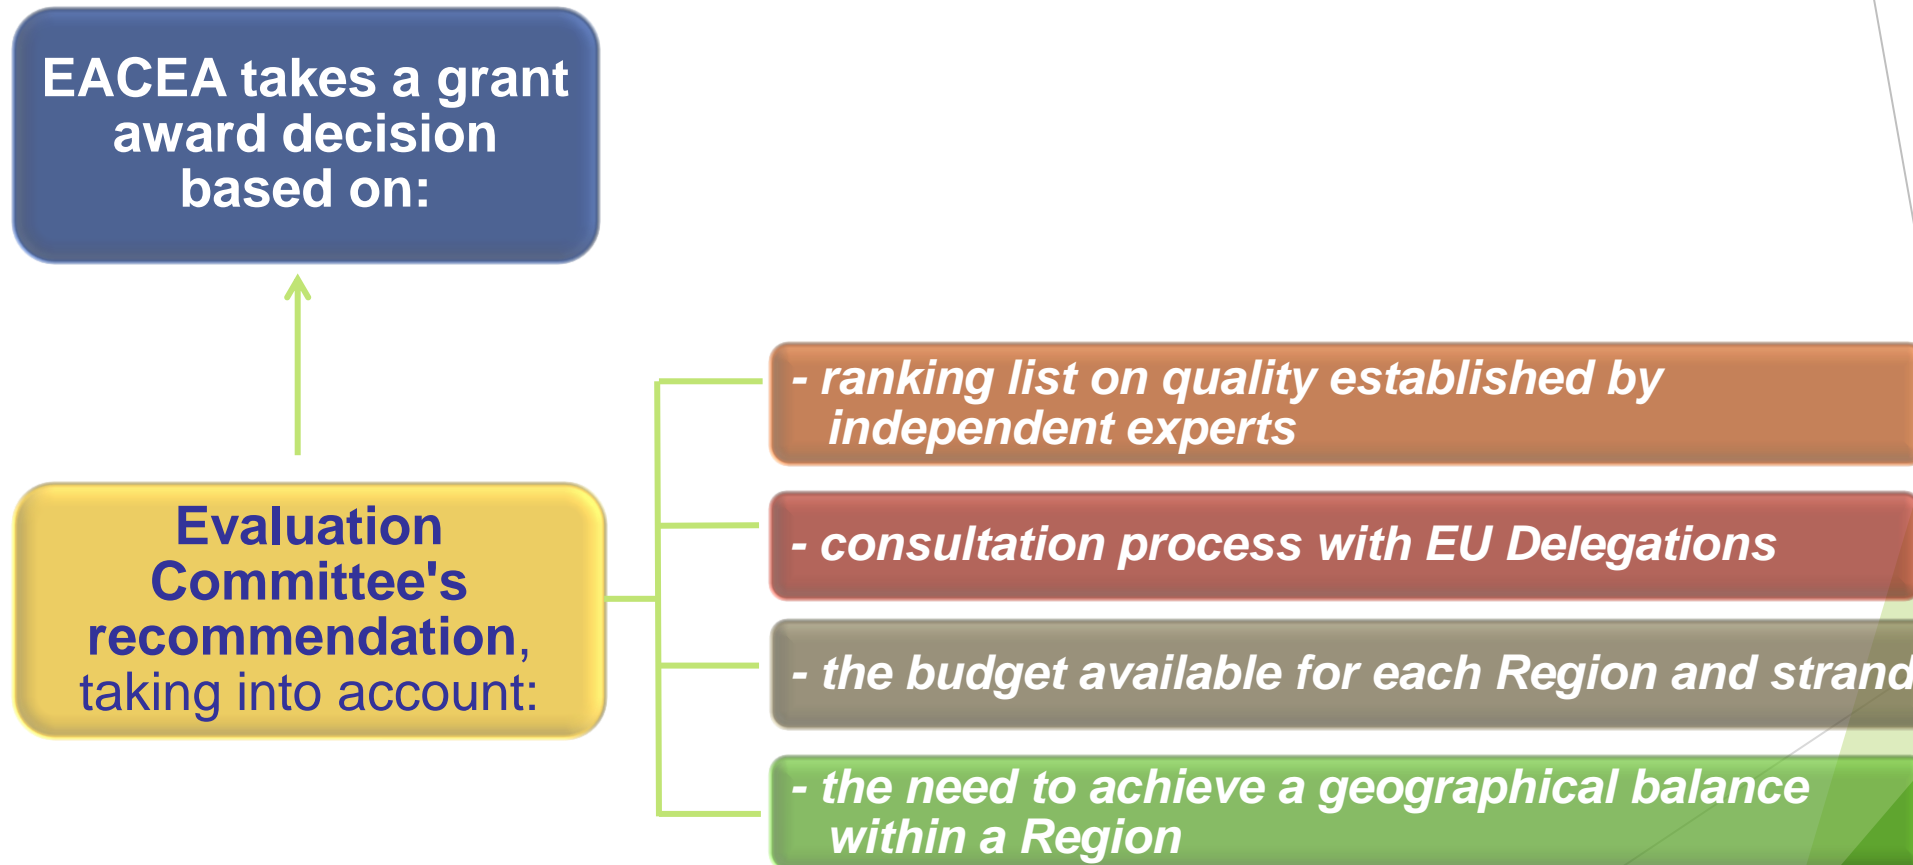 EACEA takes a grant
award decision
based on:
Evaluation
Committee's
recommendation,
taking into account:
- ranking list on quality established by
independent experts
- consultation process with EU Delegations
- the budget available for each Region and strand
- the need to achieve a geographical balance
within a Region